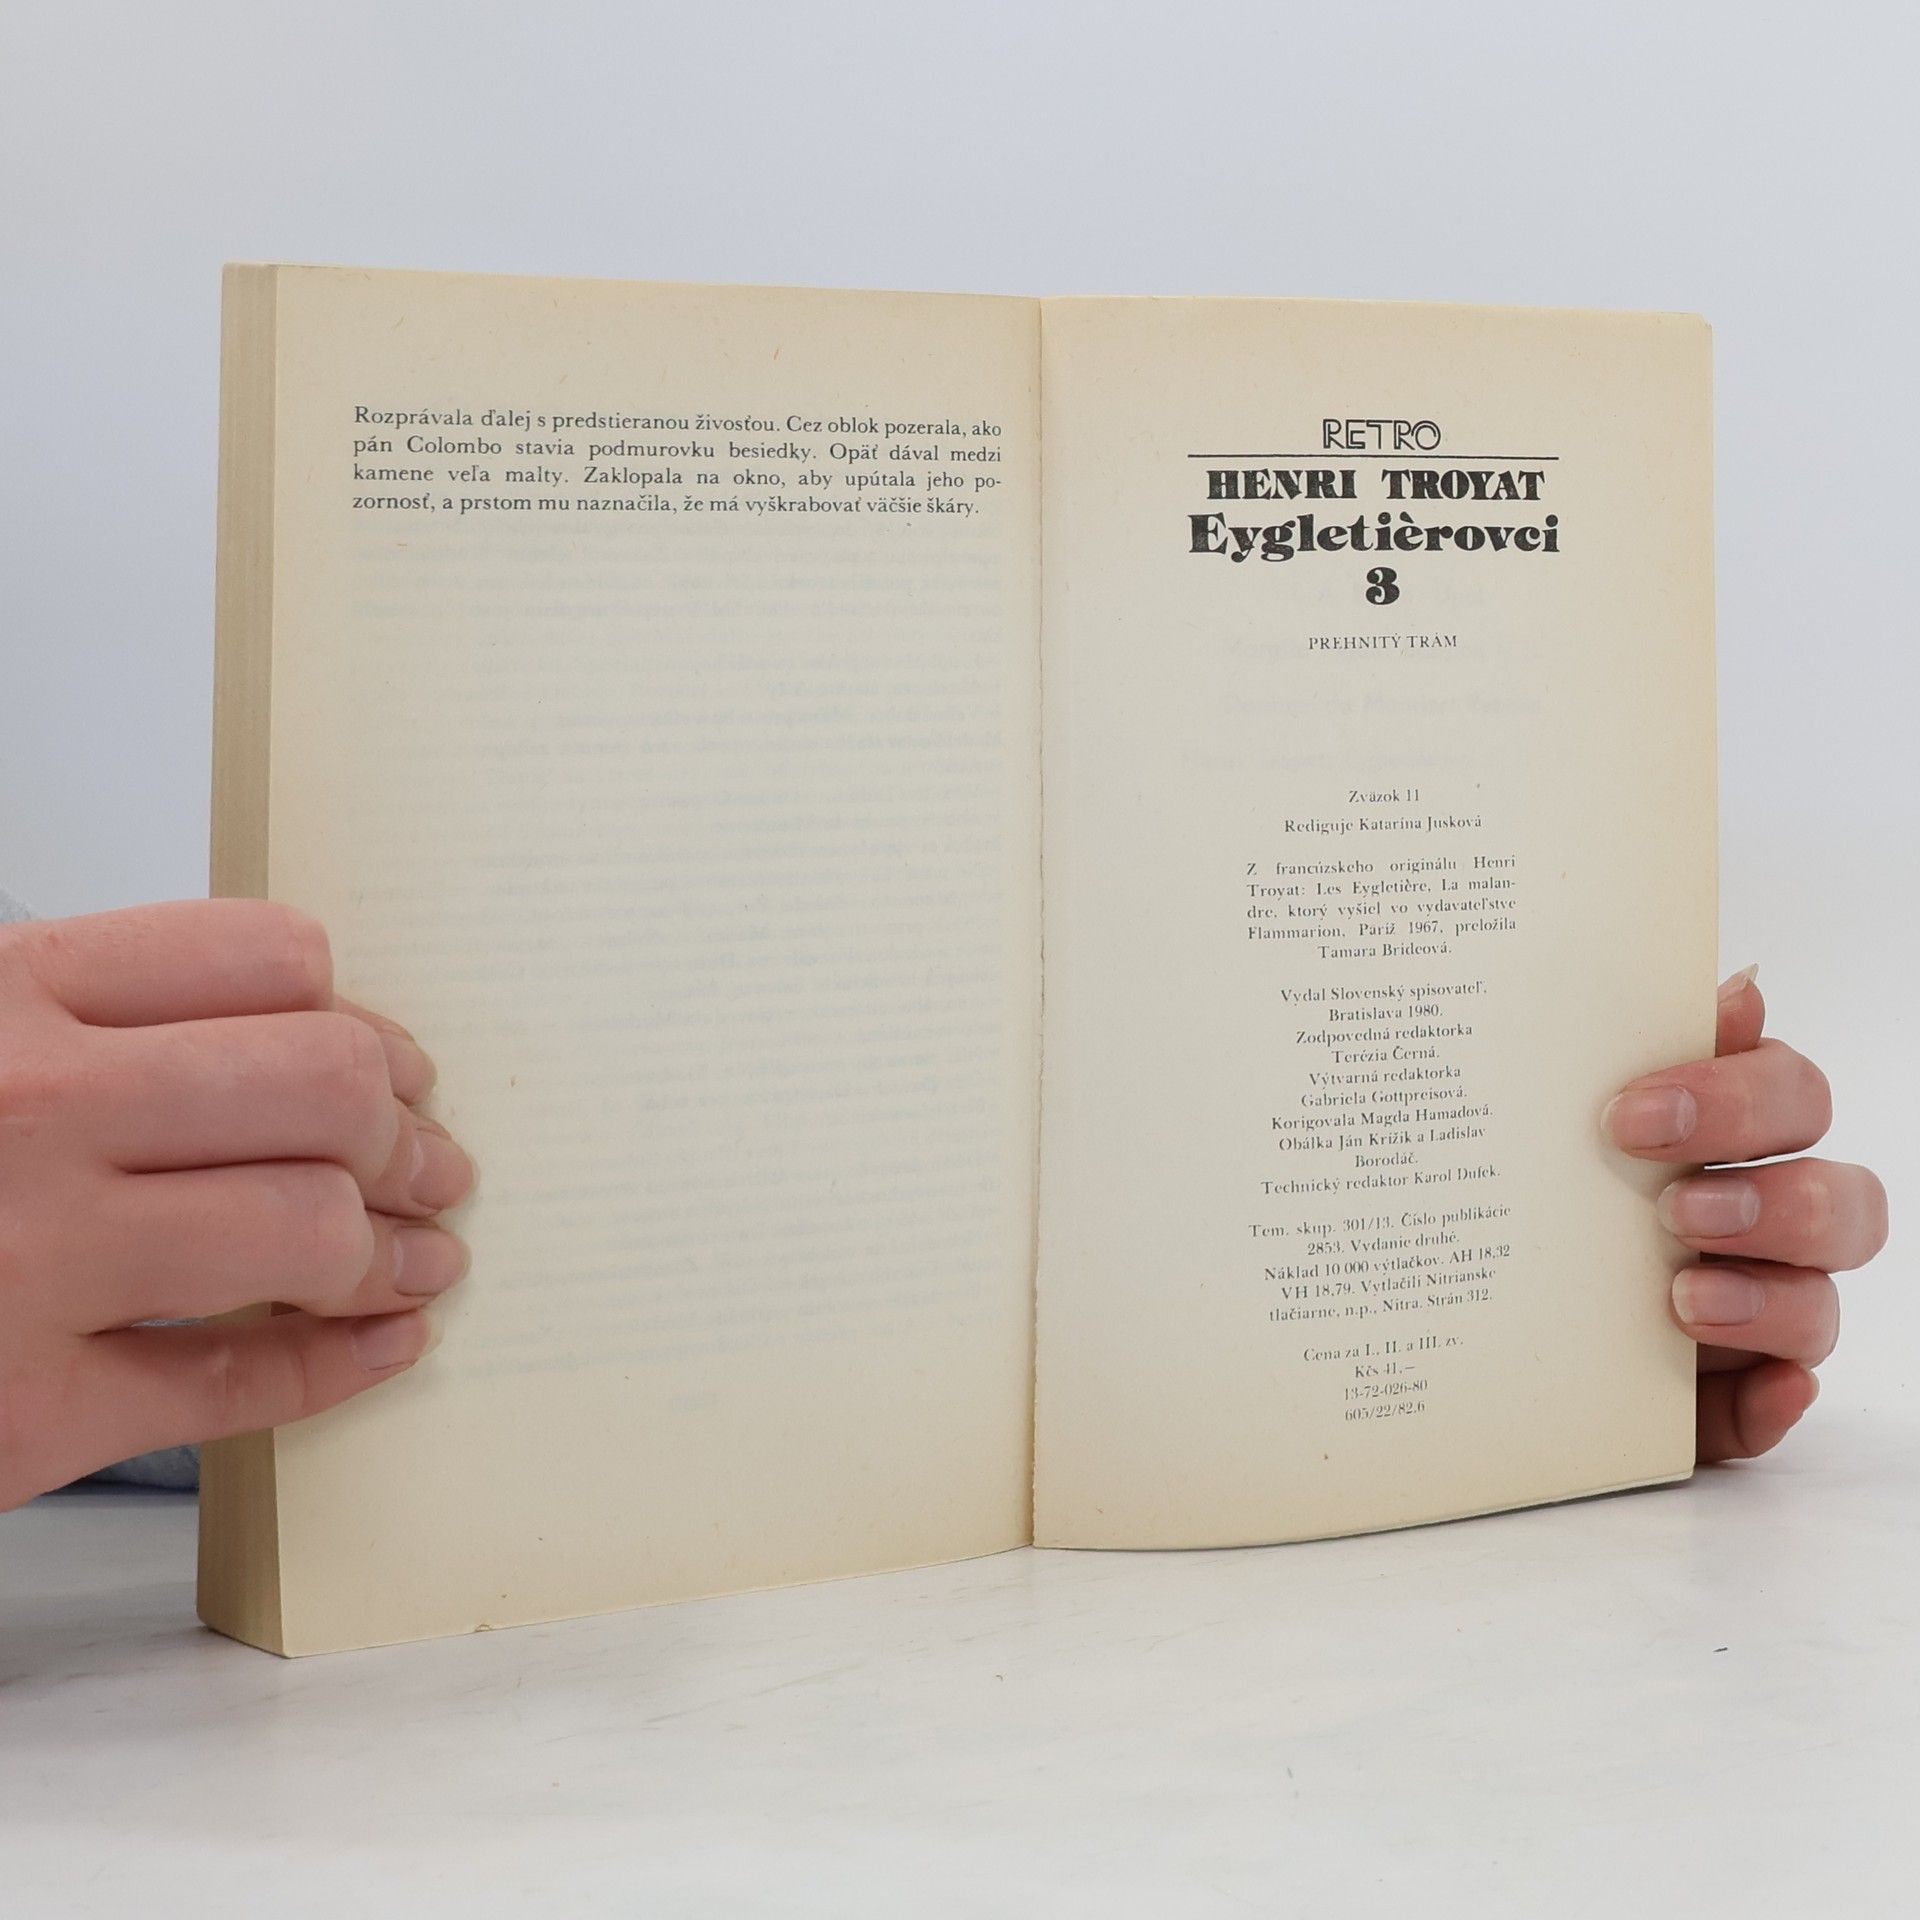 Rozprávala ďalej s predstieranou živosťou. Cez oblok pozerala, ako
pán Colombo stavia podmurovku besiedky. Opäť dával medzi
kamene veľa malty. Zaklopala na okno, aby upútala jeho po-
zornosť, a prstom mu naznačila, že má vyškrabovať väčšie škáry.
RETRO
HENRI TROYAT
Eygletièrovci
3
PREHNITÝ TRÁM
Zväzok 11
Rediguje Katarína Jusková
Z francúzskeho originálu Henri
Troyat: Les Eygletière, La malan-
dre, ktorý vyšiel vo vydavateľstve
Flammarion, Paríž 1967, preložila
Tamara Brideová.
Vydal Slovenský spisovateľ,
Bratislava 1980.
Zodpovedná redaktorka
Terézia Černá.
Výtvarná redaktorka
Gabriela Gottpreisová.
Korigovala Magda Hamadová.
Obálka Ján Krížik a Ladislav
Borodáč.
Technický redaktor Karol Dufek.
Tem. skup. 301/13. Číslo publikácie
2853. Vydanie druhé.
Náklad 10 000 výtlačkov. AH 18,32
VH 18,79. Vytlačili Nitrianske
tlačiarne, n.p., Nitra. Strán 312.
Cena za I., II. a III. zv.
Kčs 41,—
13-72-026-80
605/22/82.6